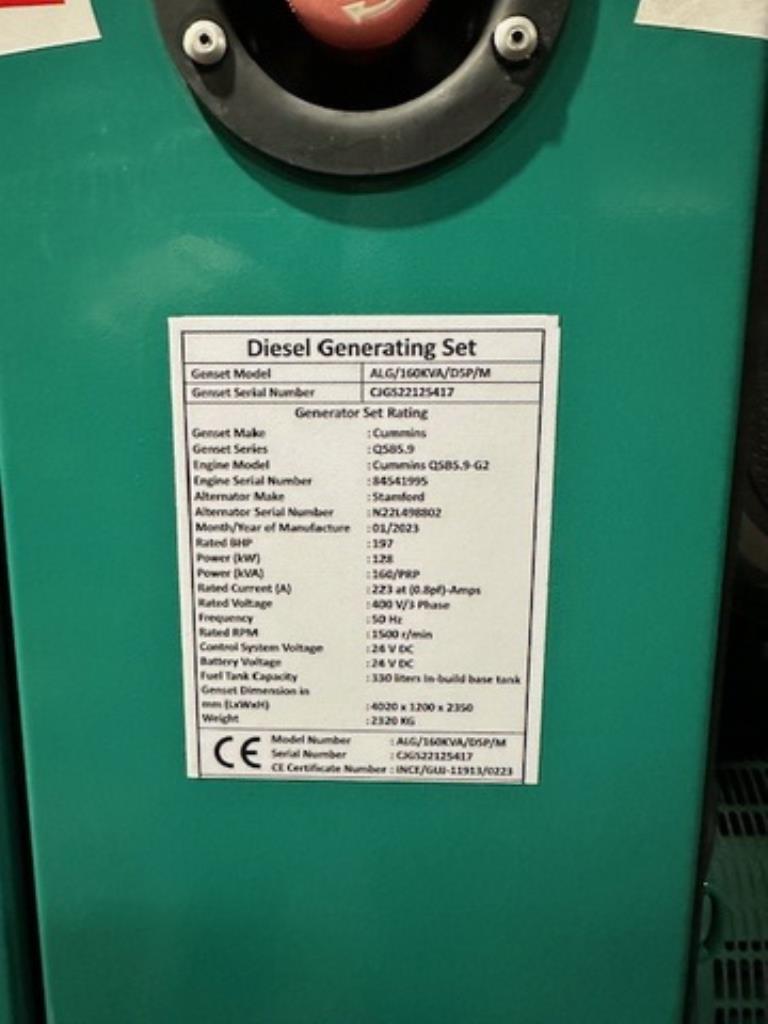 Diesel Generating Set
Genset Model ALG/160KVA/D5P/M
Genset Serial Number CJGS22125417
Generator Set Rating
Genset Make : Cummins
Genset Series : QSB5.9
Engine Model : Cummins QSB5.9-G2
Engine Serial Number : 84541995
Alternator Make : Stamford
Alternator Serial Number : N22L498802
Month/Year of Manufacture : 01/2023
Rated BHP : 197
Power (kW) : 128
Power (kVA) : 160/PRP
Rated Current (A) : 223 at (0.8pf)-Amps
Rated Voltage : 400 V/3 Phase
Frequency : 50 Hz
Rated RPM : 1500 r/min
Control System Voltage : 24 V DC
Battery Voltage : 24 V DC
Fuel Tank Capacity : 330 liters In-build base tank
Genset Dimension in
mm (LxWxH) : 4020 x 1200 x 2350
Weight : 2320 KG
CE
Model Number : ALG/160KVA/D5P/M
Serial Number : CJGS22125417
CE Certificate Number : INCE/GUJ-11913/0223